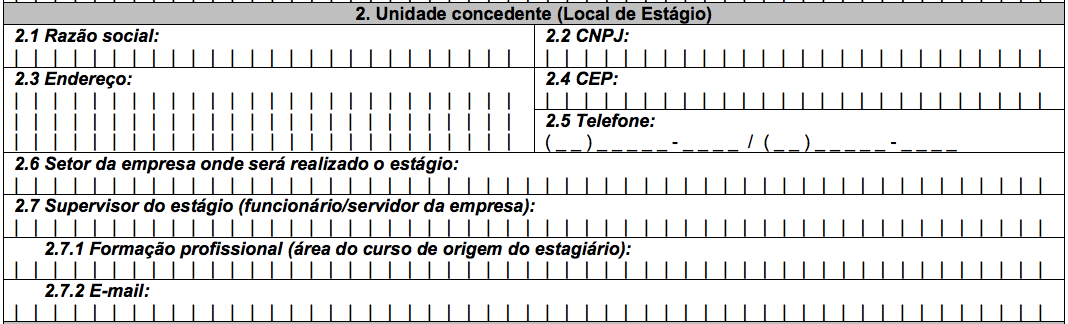 2. Unidade concedente (Local de Estágio)
2.1 Razão social:
2.2 CNPJ:
2.3 Endereço:
2.4 CEP:
2.5 Telefone:
(_ _)_ _ _ _ _-_ _ _ _ / (_ _)_ _ _ _ _-_ _ _ _
2.6 Setor da empresa onde será realizado o estágio:
2.7 Supervisor do estágio (funcionário/servidor da empresa):
2.7.1 Formação profissional (área do curso de origem do estagiário):
2.7.2 E-mail: